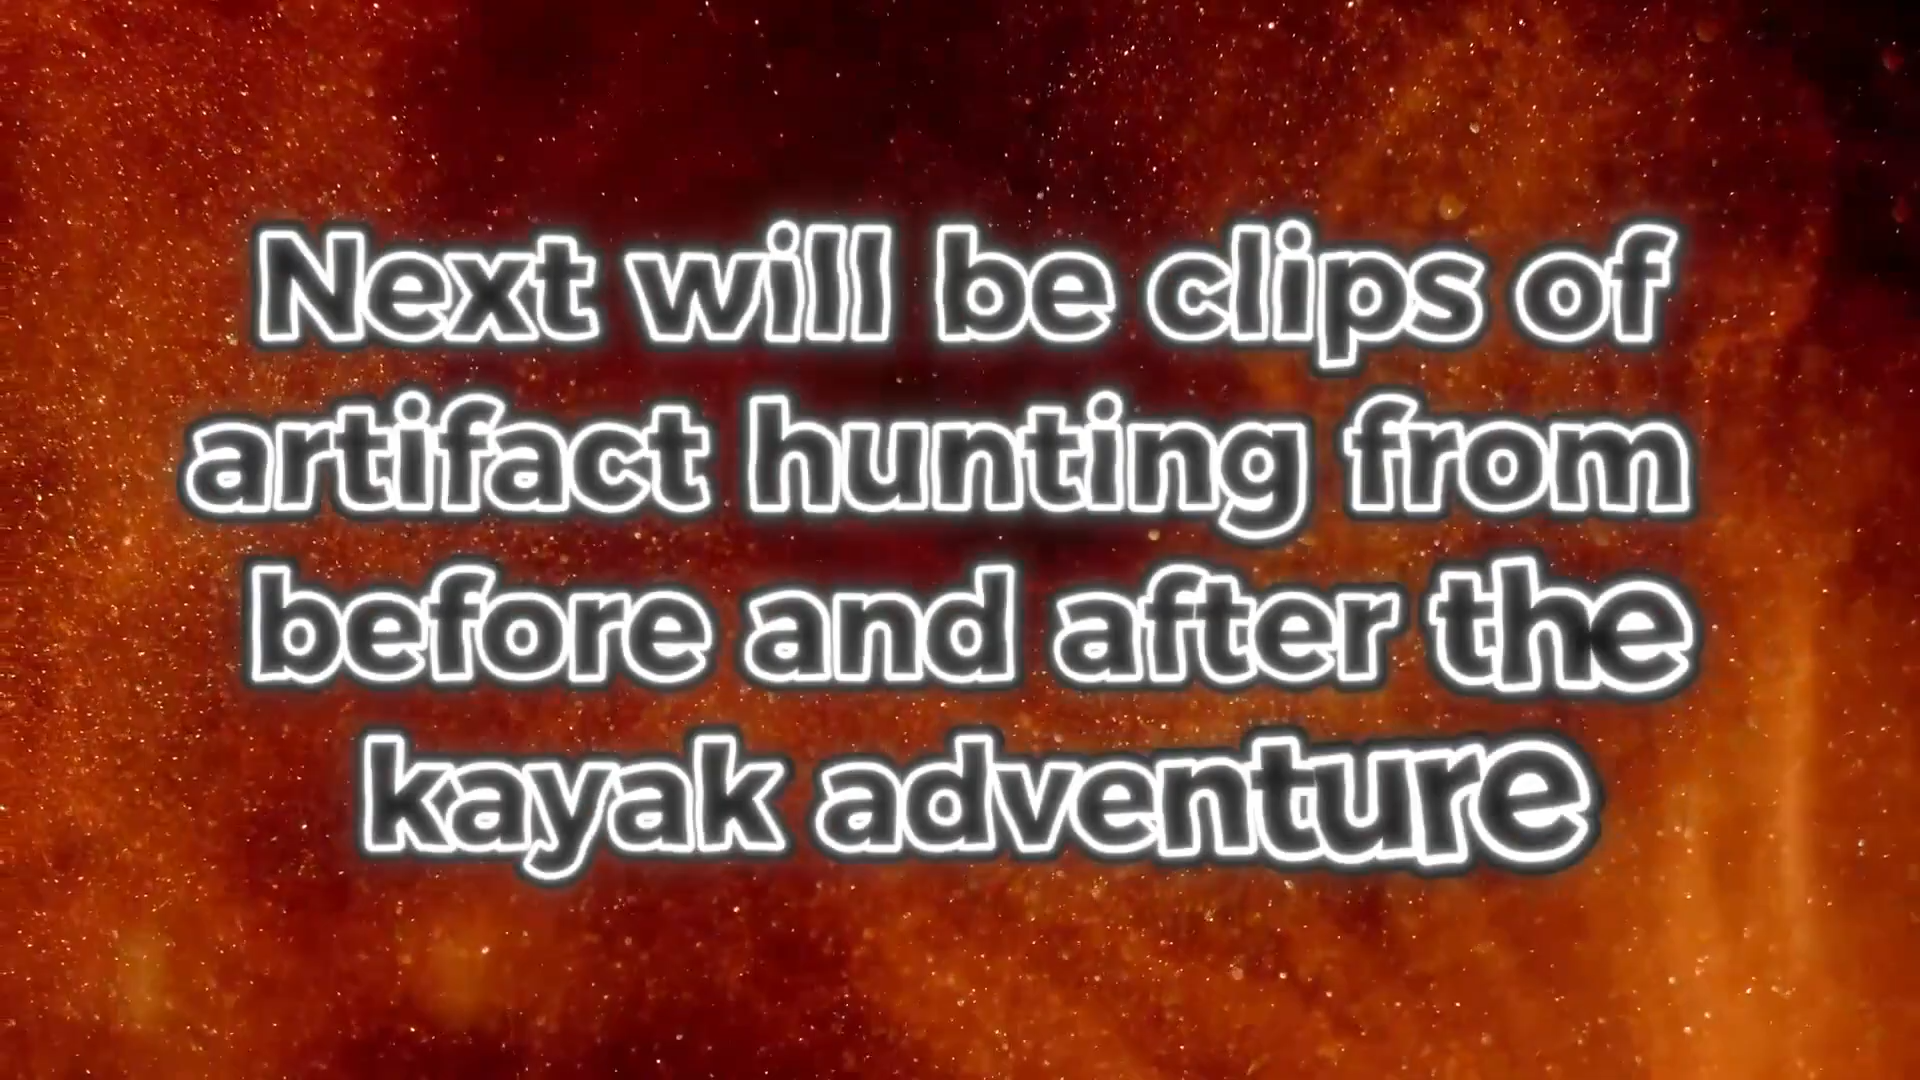 Next will be clips of
artifact hunting from
before and after the
kayak adventure